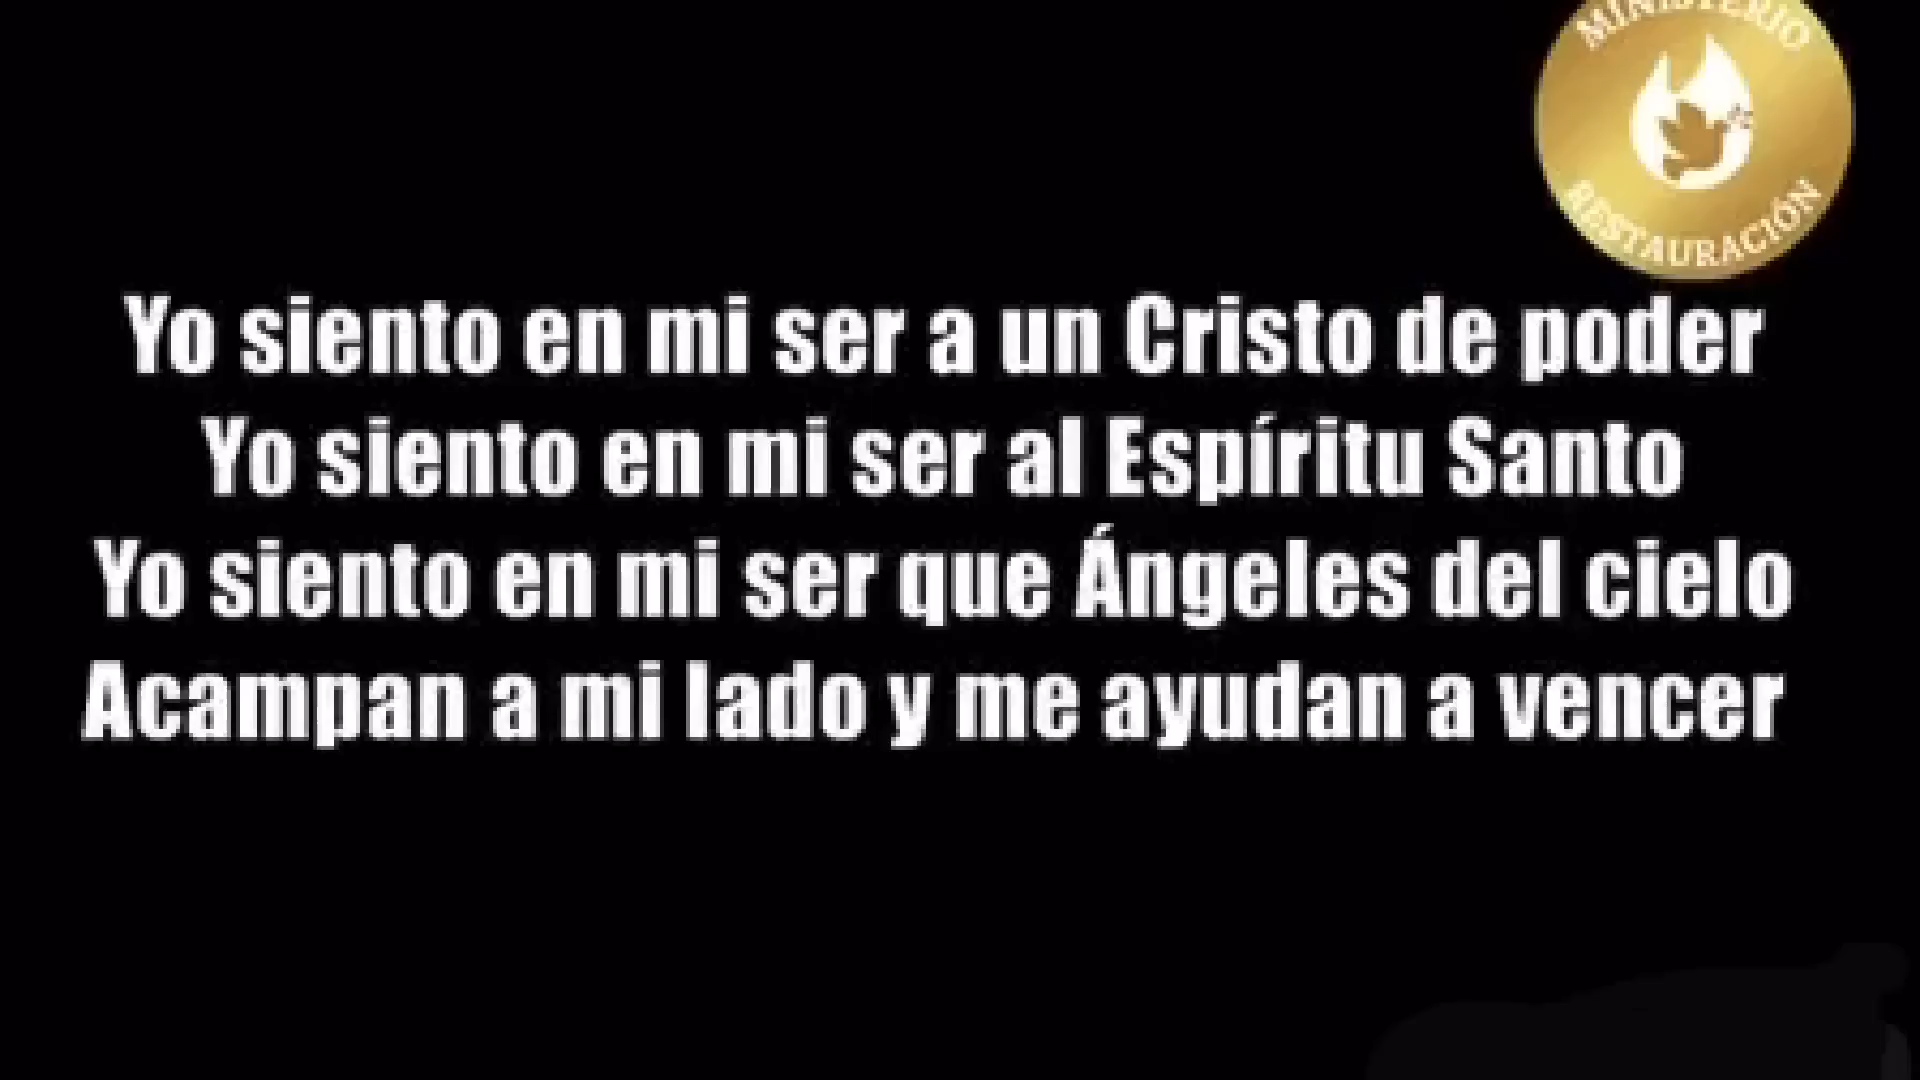 MINISTERIO
RESTAURACIÓN
Yo siento en mi ser a un Cristo de poder
Yo siento en mi ser al Espíritu Santo
Yo siento en mi ser que Ángeles del cielo
Acampan a mi lado y me ayudan a vencer